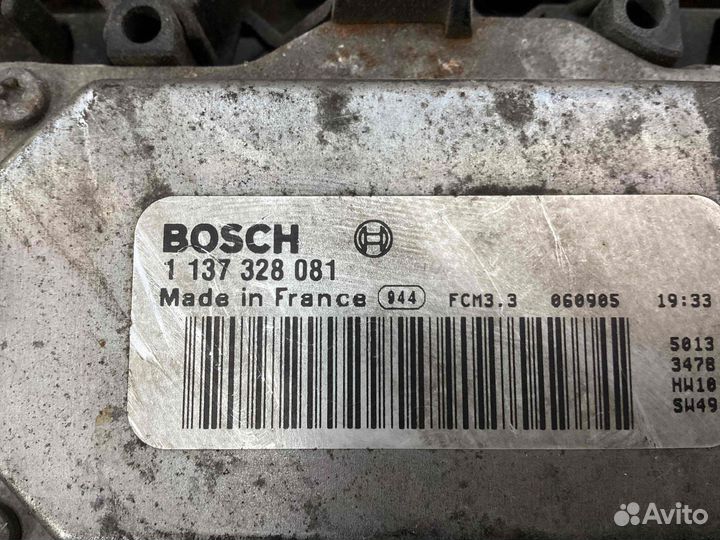 BOSCH
1 137 328 081
Made in France 944 FCM3.3 060905 19:33
5013
3478
HW10
SW49
Avito